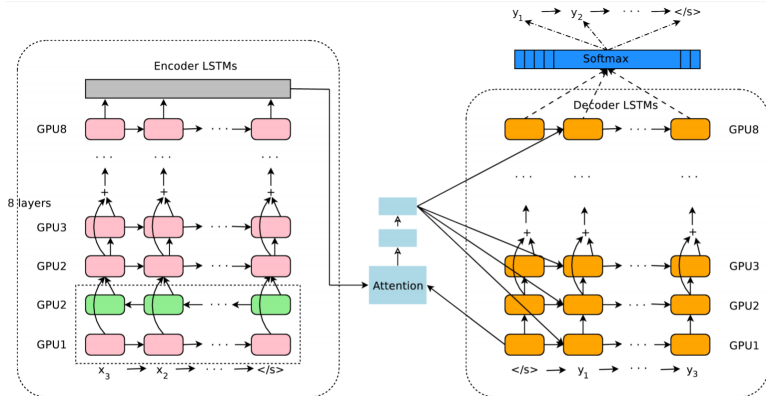 y₁ y₂ · · · </s>
Softmax
Encoder LSTMs
Decoder LSTMs
GPU8 · · ·
· · · GPU8
· · · · · · · · ·
· · · · · · · · ·
+ + +
8 layers
GPU3 · · ·
+ + +
GPU2 · · ·
· · · GPU3
Attention
GPU2 · · ·
· · · GPU2
GPU1 · · ·
· · · GPU1
x₃ x₂ · · · </s>
</s> y₁ · · · y₃